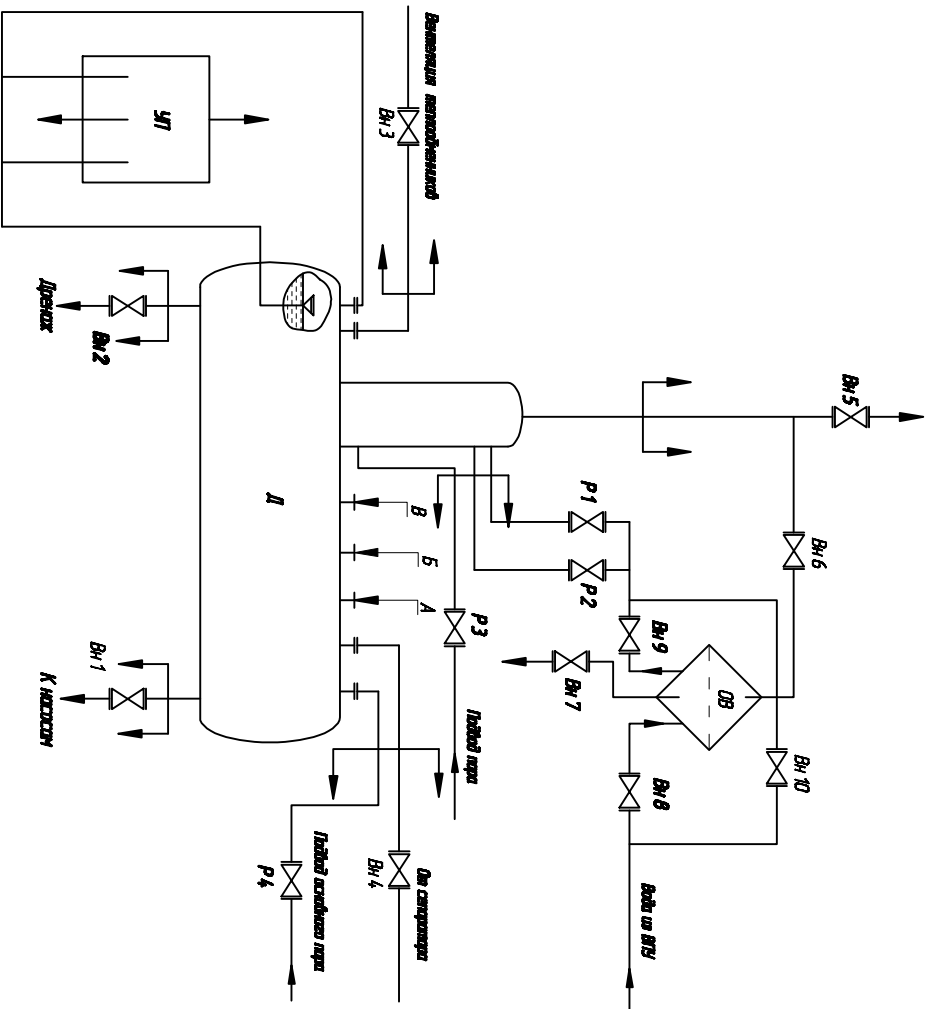 Вентиляция теплообменников
Вн 3
УП
Дренаж
Вн 2
Вн 5
Р 1
Р 2
Вн 6
Вн 9
ОВ
Вн 7
Вн 10
Вн 8
Вода из ВПУ
Р 3
Подвод пара
Д
В
Б
А
Вн 1
К насосам
Р 4
Подвод основного пара
Вн 4
От сепаратора